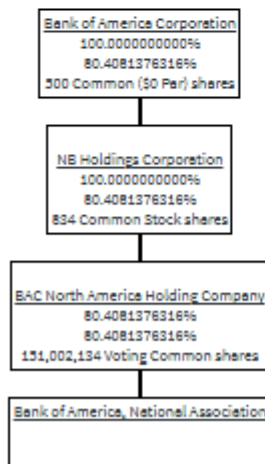 Bank of America Corporation
100.0000000000%
80.4081376316%
500 Common ($0 Par) shares
NB Holdings Corporation
100.0000000000%
80.4081376316%
834 Common Stock shares
BAC North America Holding Company
80.4081376316%
80.4081376316%
151,002,134 Voting Common shares
Bank of America, National Association